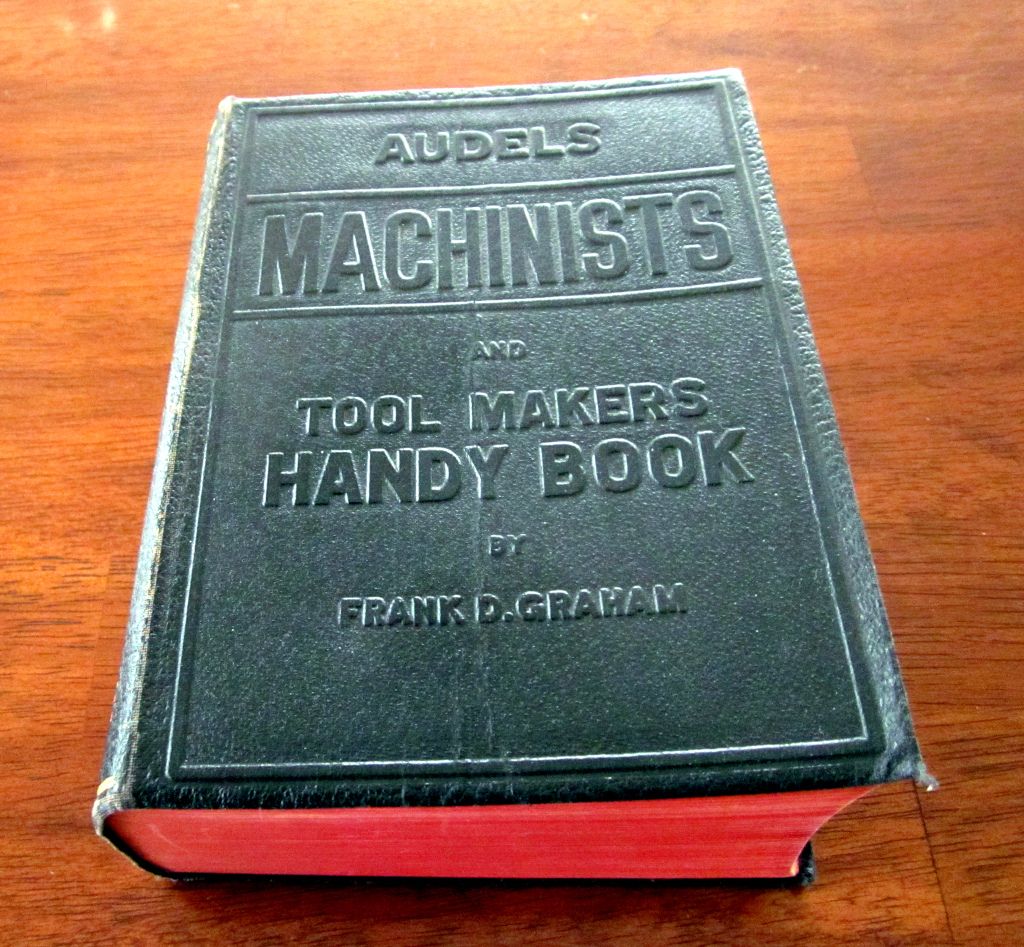 AUDELS
MACHINISTS
AND
TOOL MAKERS
HANDY BOOK
BY
FRANK D. GRAHAM